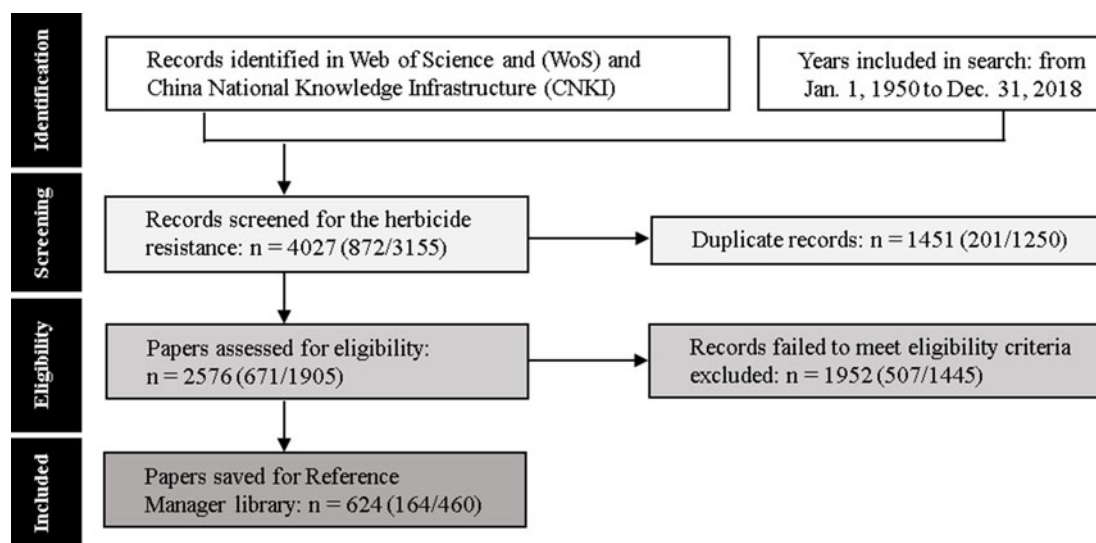 Identification
Records identified in Web of Science and (WoS) and
China National Knowledge Infrastructure (CNKI)
Years included in search: from
Jan. 1, 1950 to Dec. 31, 2018
Screening
Records screened for the herbicide
resistance: n = 4027 (872/3155)
Duplicate records: n = 1451 (201/1250)
Eligibility
Papers assessed for eligibility:
n = 2576 (671/1905)
Records failed to meet eligibility criteria
excluded: n = 1952 (507/1445)
Included
Papers saved for Reference
Manager library: n = 624 (164/460)